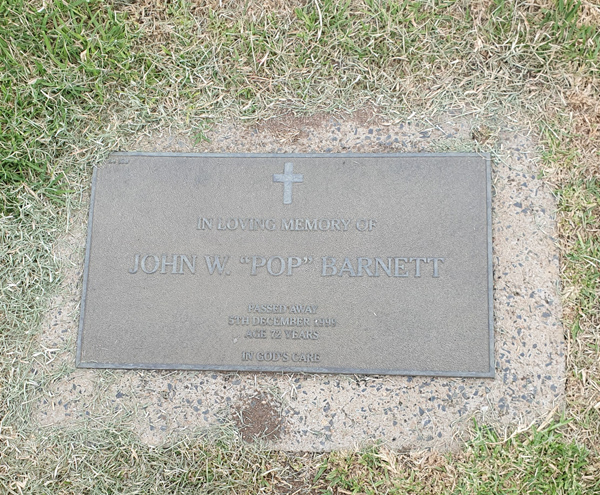 IN LOVING MEMORY OF
JOHN W. “POP” BARNETT
PASSED AWAY
5TH DECEMBER
AGE 72 YEARS
IN GOD'S CARE